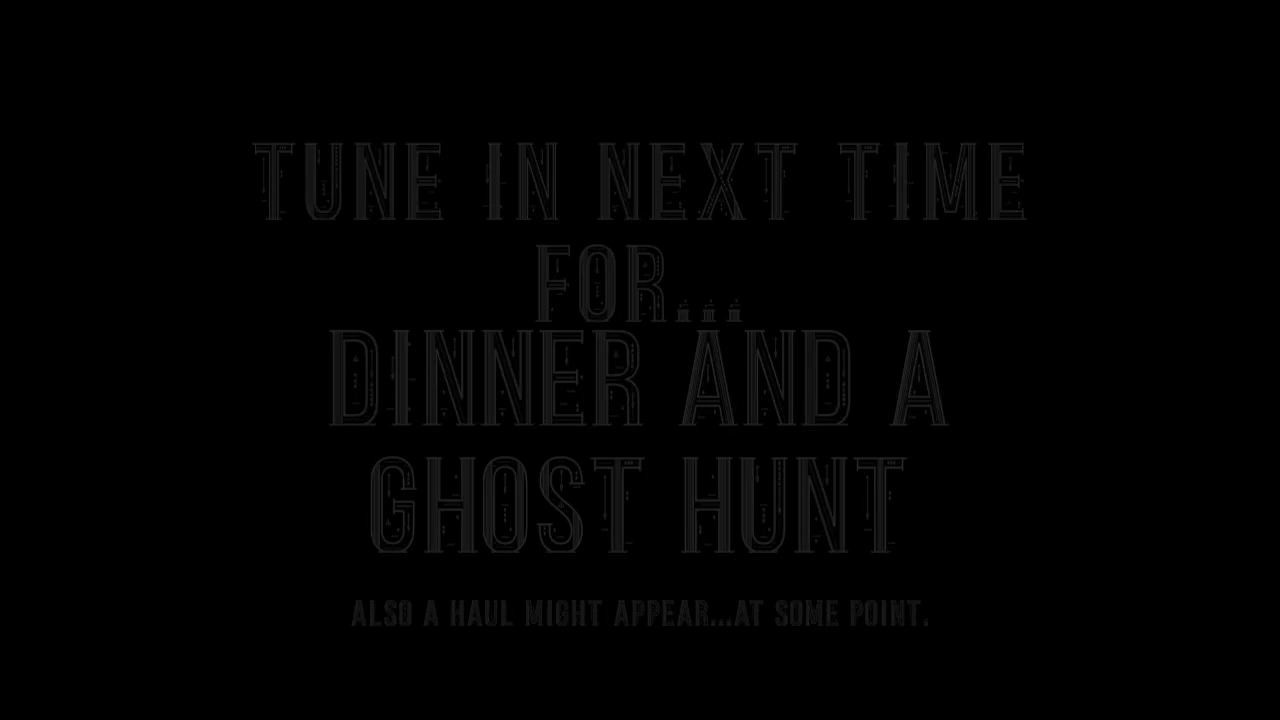 TUNE IN NEXT TIME
FOR...
DINNER AND A
GHOST HUNT
ALSO A HAUL MIGHT APPEAR...AT SOME POINT.